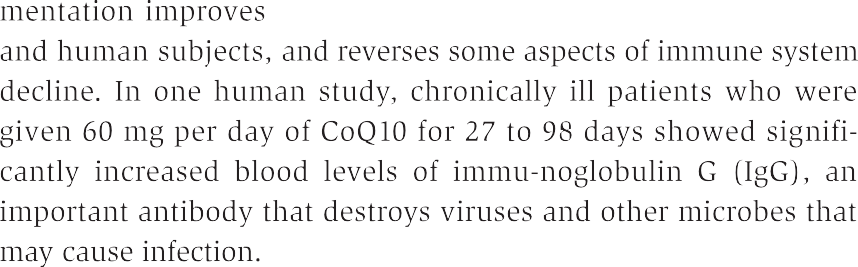 mentation improves
and human subjects, and reverses some aspects of immune system
decline. In one human study, chronically ill patients who were
given 60 mg per day of CoQ10 for 27 to 98 days showed signifi-
cantly increased blood levels of immu-noglobulin G (IgG), an
important antibody that destroys viruses and other microbes that
may cause infection.